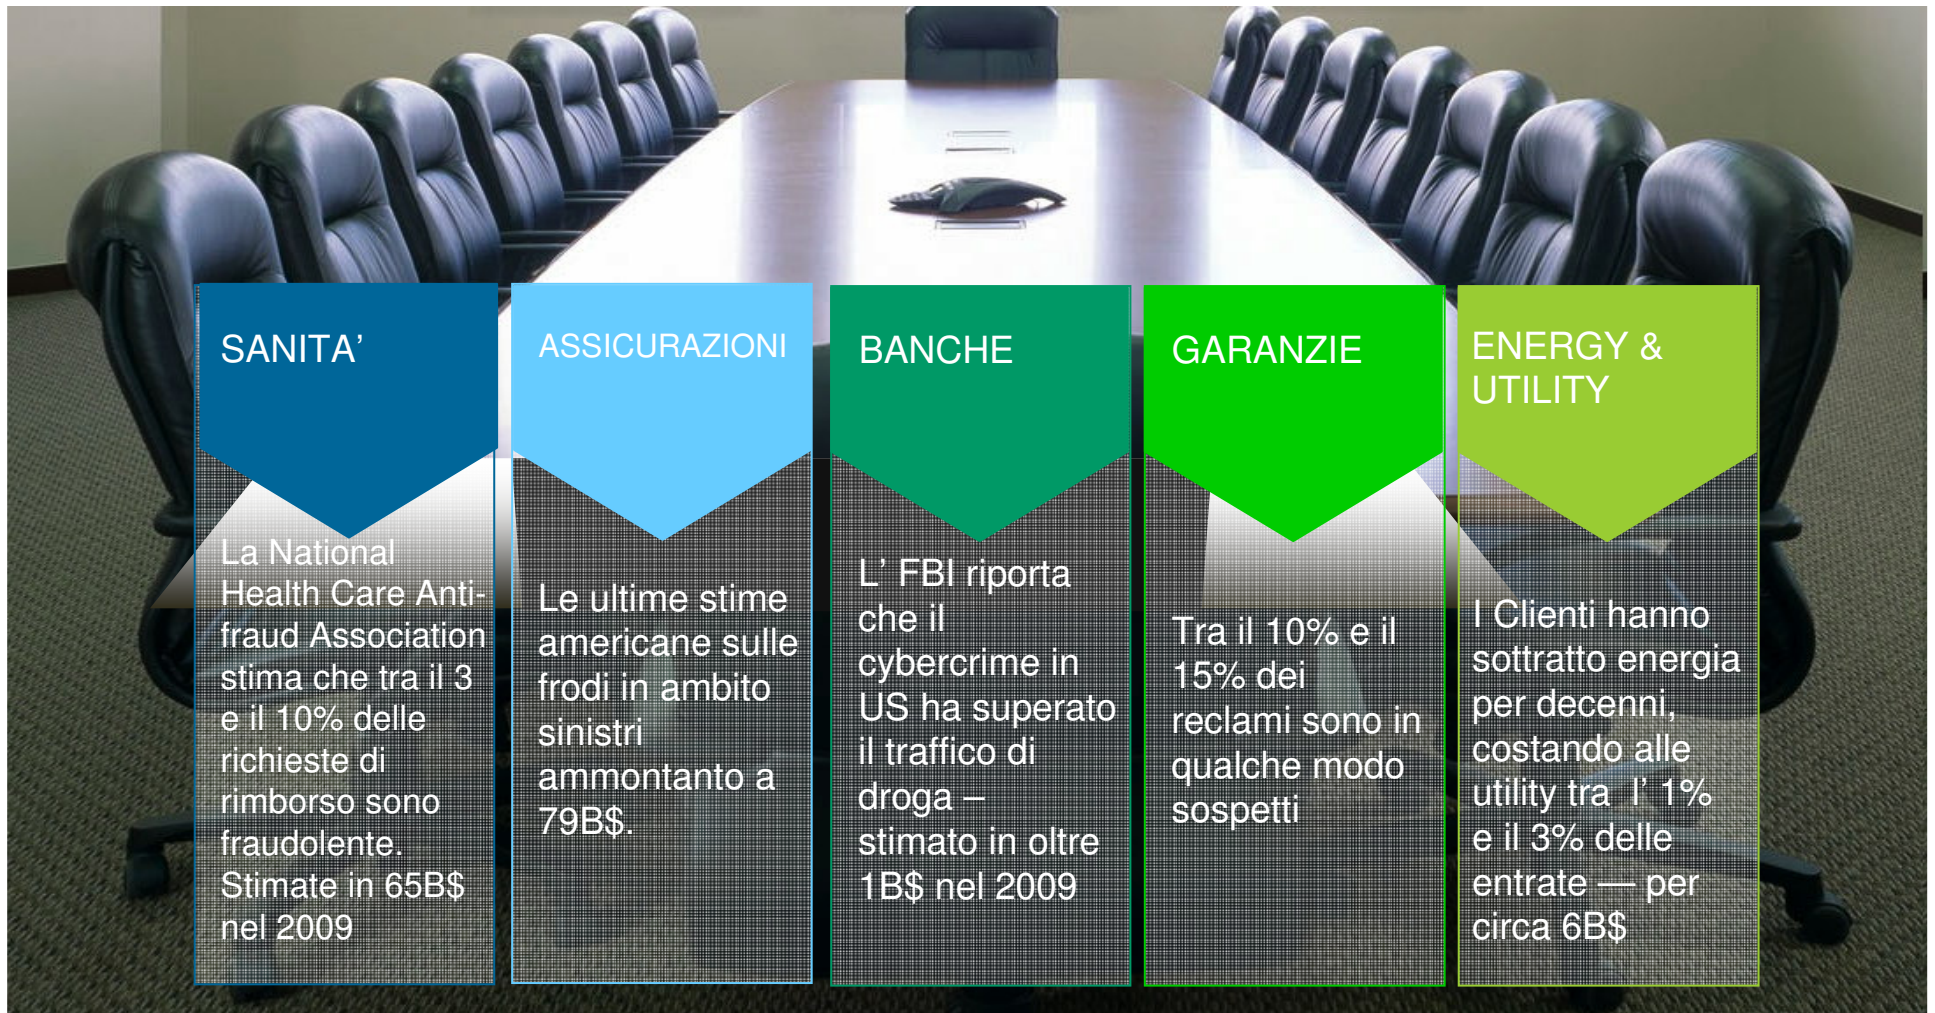 SANITA’
La National
Health Care Anti-
fraud Association
stima che tra il 3
e il 10% delle
richieste di
rimborso sono
fraudolente.
Stimate in 65B$
nel 2009
ASSICURAZIONI
Le ultime stime
americane sulle
frodi in ambito
sinistri
ammontanto a
79B$.
BANCHE
L’ FBI riporta
che il
cybercrime in
US ha superato
il traffico di
droga –
stimato in oltre
1B$ nel 2009
GARANZIE
Tra il 10% e il
15% dei
reclami sono in
qualche modo
sospetti
ENERGY &
UTILITY
I Clienti hanno
sottratto energia
per decenni,
costando alle
utility tra  l’ 1%
e il 3% delle
entrate — per
circa 6B$